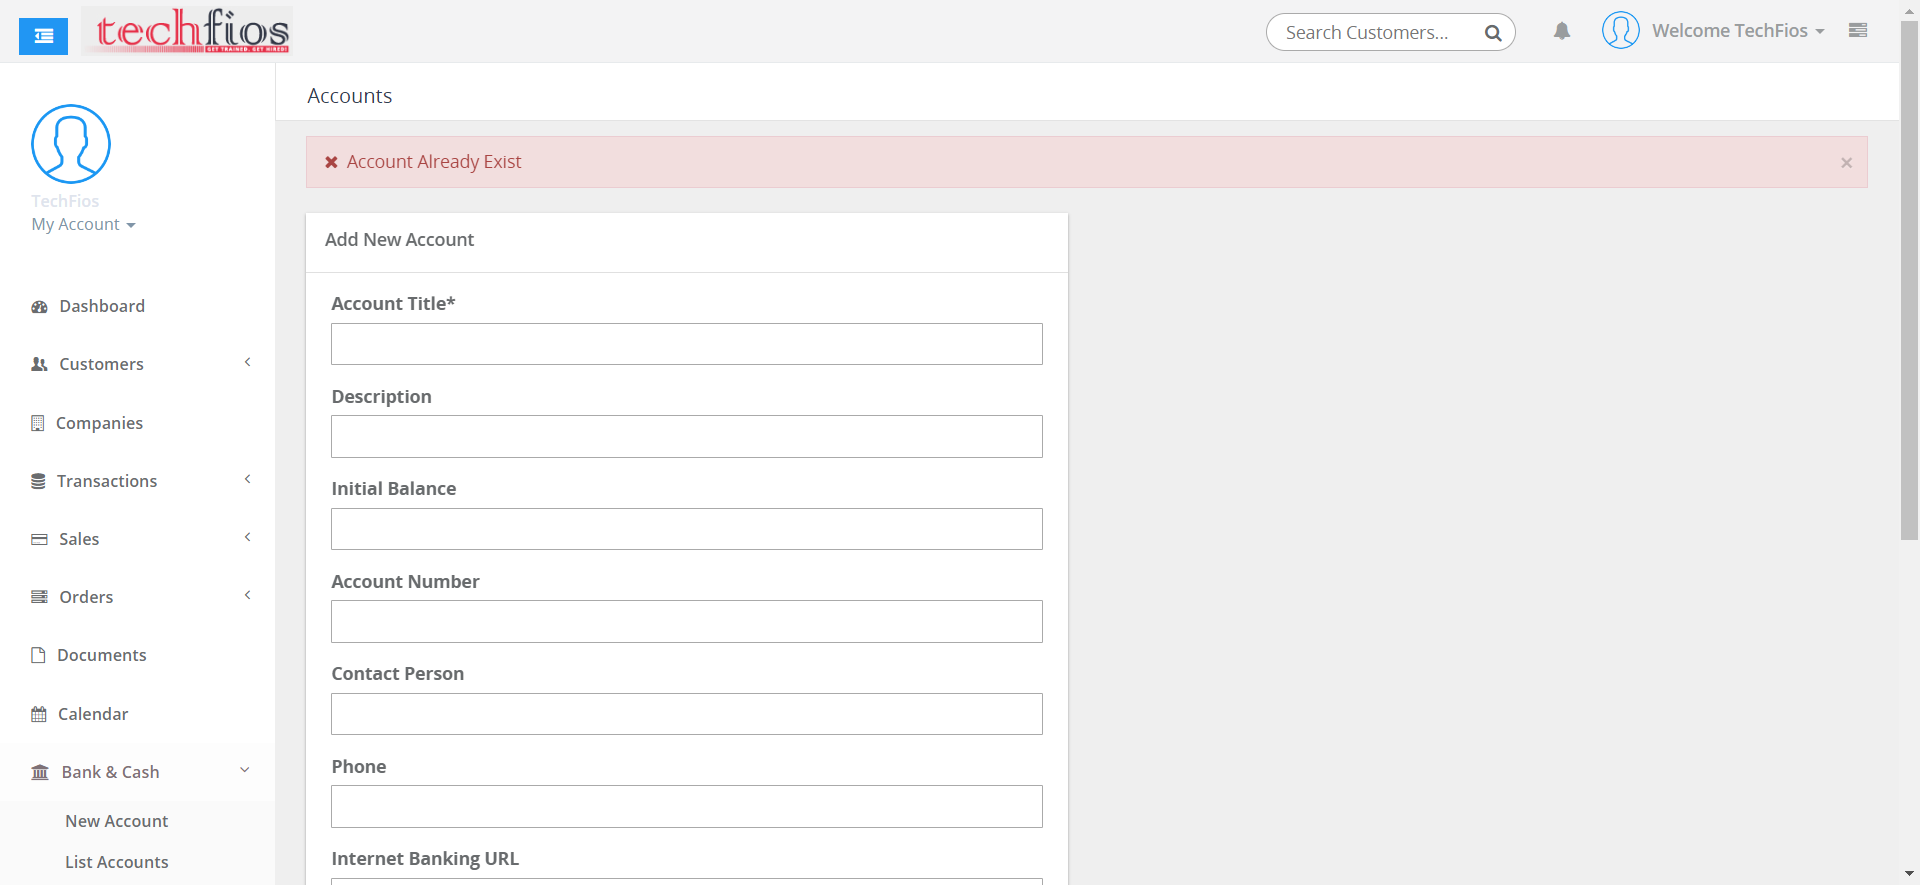 techfios
GET TRAINED. GET HIRED!
Search Customers...
Welcome TechFios
TechFios
My Account
Dashboard
Customers
Companies
Transactions
Sales
Orders
Documents
Calendar
Bank & Cash
New Account
List Accounts
Accounts
Account Already Exist
Add New Account
Account Title*
Description
Initial Balance
Account Number
Contact Person
Phone
Internet Banking URL